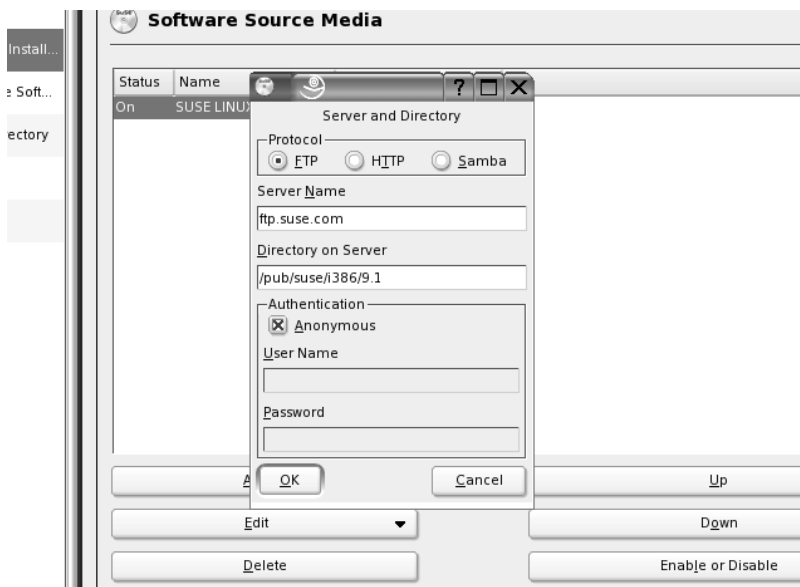 Software Source Media
Install...
Soft...
ectory
Status Name
On SUSE LINUX
?
Server and Directory
Protocol
FTP HTTP Samba
Server Name
ftp.suse.com
Directory on Server
/pub/suse/i386/9.1
Authentication
Anonymous
User Name
Password
OK Cancel
Up
Edit Down
Delete Enable or Disable